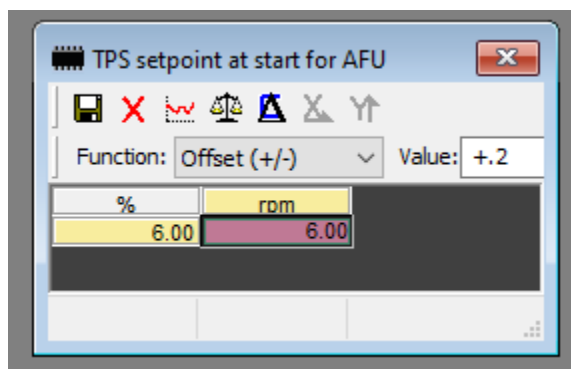 TPS setpoint at start for AFU
Function: Offset (+/-) Value: +.2
% rpm
6.00 6.00